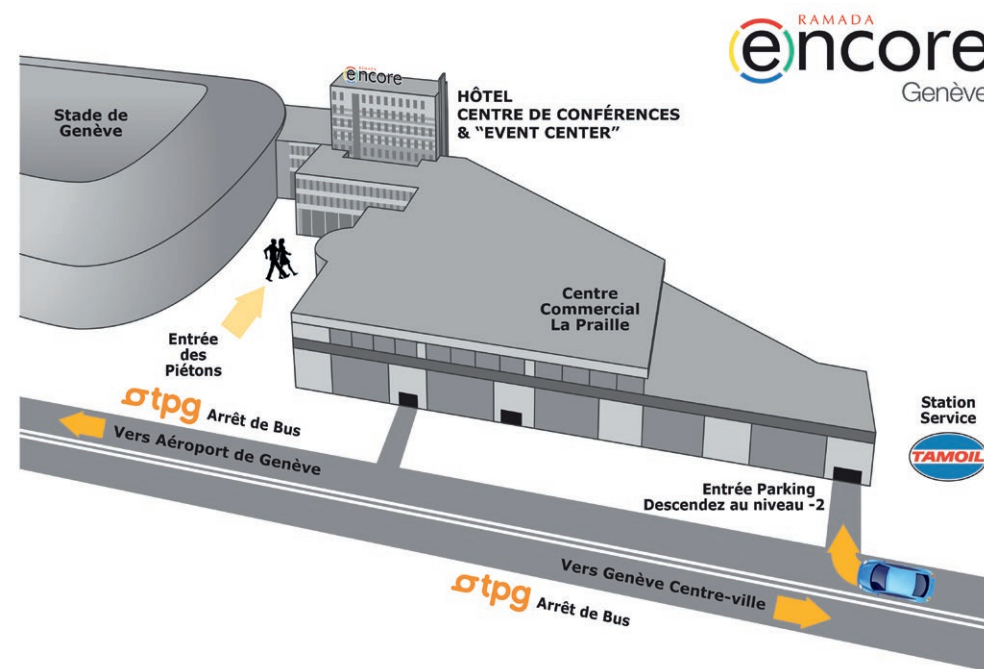 RAMADA
encore
Genève
RAMADA
encore
HÔTEL
CENTRE DE CONFÉRENCES
& "EVENT CENTER"
Stade de
Genève
Centre
Commercial
La Praille
Entrée
des
Piétons
tpg Arrêt de Bus
Vers Aéroport de Genève
Station
Service
TAMOIL
Entrée Parking
Descendez au niveau -2
Vers Genève Centre-ville
tpg Arrêt de Bus